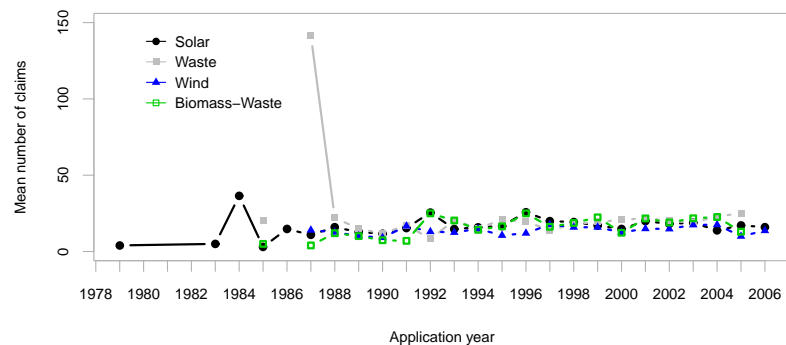 Mean number of claims
150
100
50
0
Solar
Waste
Wind
Biomass−Waste
1978 1980 1982 1984 1986 1988 1990 1992 1994 1996 1998 2000 2002 2004 2006
Application year